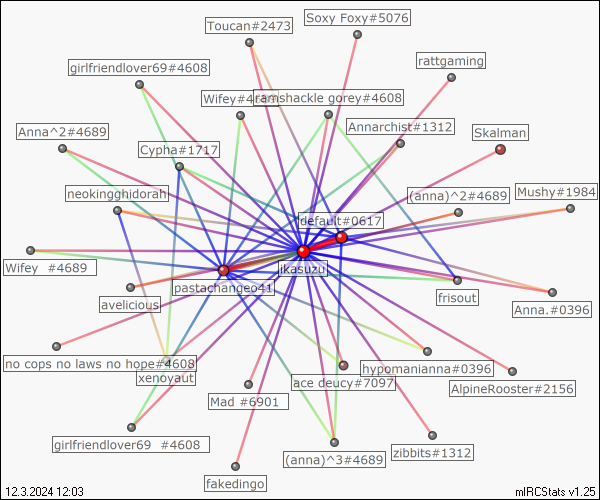 Soxy Foxy#5076
Toucan#2473
rattgaming
girlfriendlover69#4608
Wifey#4
ramshackle gorey#4608
Annarchist#1312
Anna^2#4689
Skalman
Cypha#1717
neokingghidorah
(anna)^2#4689
Mushy#1984
default#0617
Wifey #4689
ikasuzu
pastachangeo41
frisout
avelicious
Anna.#0396
no cops no laws no hope#4608
hypomanianna#0396
xenoyaut
ace deucy#7097
AlpineRooster#2156
Mad #6901
girlfriendlover69 #4608
zibbits#1312
(anna)^3#4689
fakedingo
12.3.2024 12:03
mIRCStats v1.25